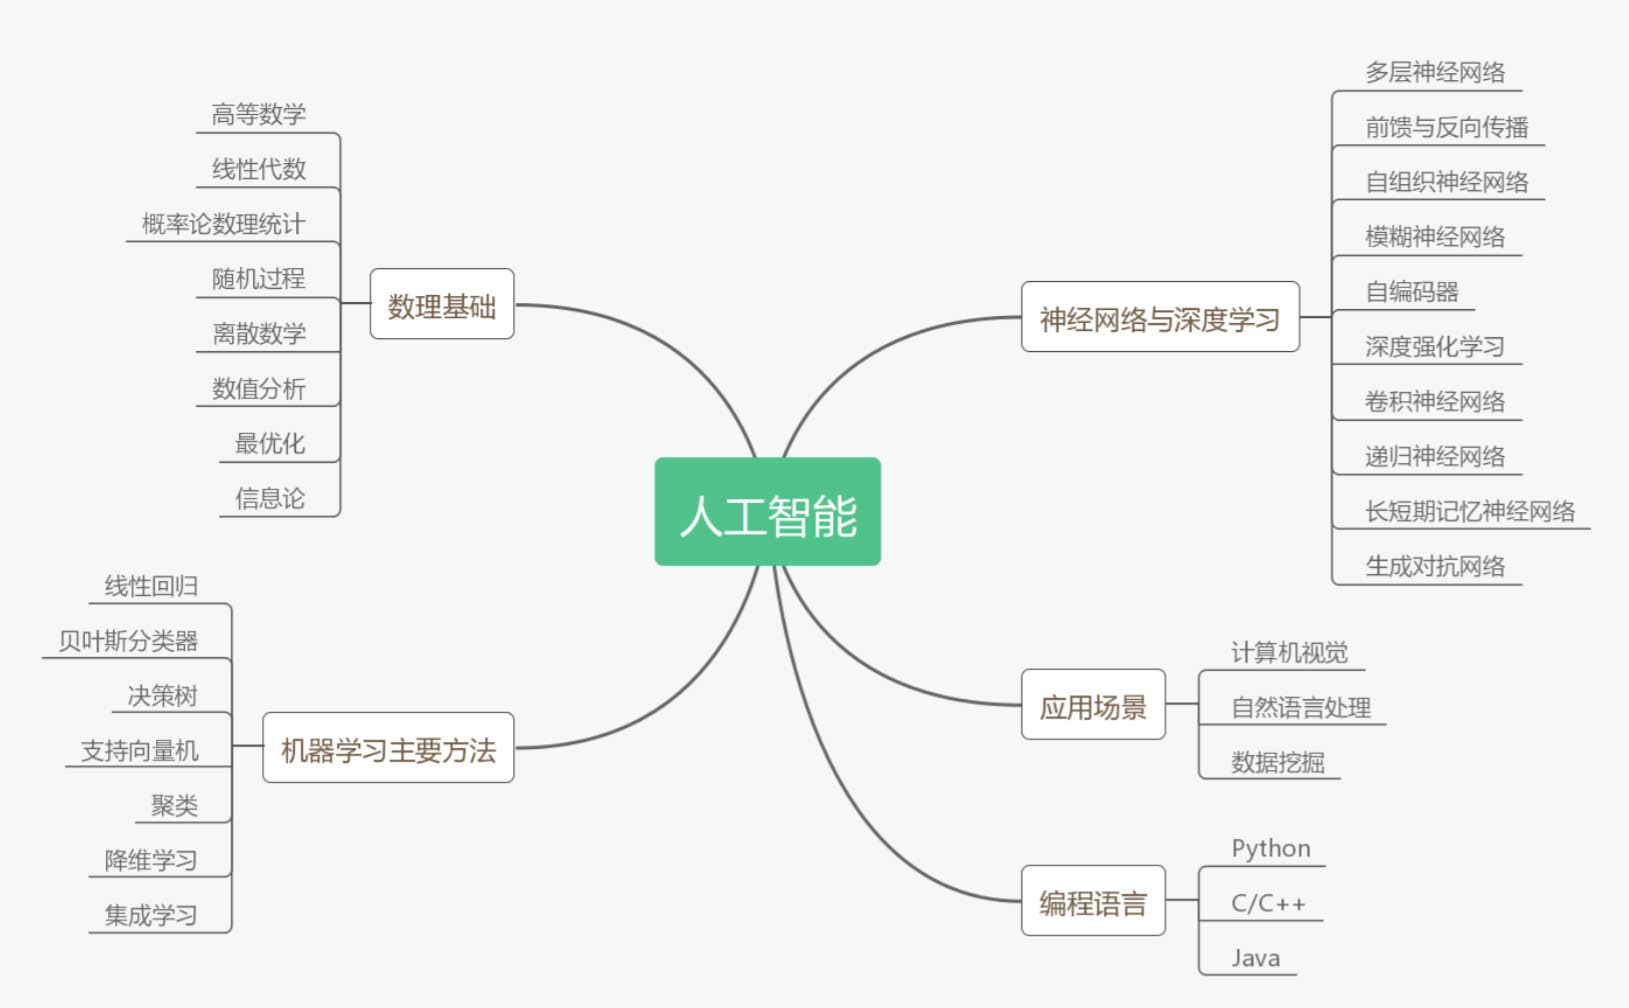 人工智能
数理基础
高等数学
线性代数
概率论数理统计
随机过程
离散数学
数值分析
最优化
信息论
机器学习主要方法
线性回归
贝叶斯分类器
决策树
支持向量机
聚类
降维学习
集成学习
神经网络与深度学习
多层神经网络
前馈与反向传播
自组织神经网络
模糊神经网络
自编码器
深度强化学习
卷积神经网络
递归神经网络
长短期记忆神经网络
生成对抗网络
应用场景
计算机视觉
自然语言处理
数据挖掘
编程语言
Python
C/C++
Java